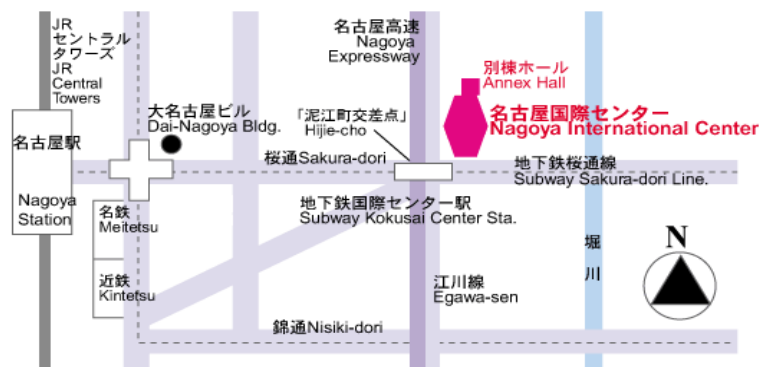 JR
セントラル
タワーズ
JR
Central
Towers
名古屋高速
Nagoya
Expressway
別棟ホール
Annex Hall
名古屋国際センター
Nagoya International Center
大名古屋ビル
Dai-Nagoya Bldg.
「泥江町交差点」
Hijie-cho
名古屋駅
Nagoya
Station
桜通Sakura-dori
地下鉄桜通線
Subway Sakura-dori Line.
名鉄
Meitetsu
地下鉄国際センター駅
Subway Kokusai Center Sta.
堀
川
N
近鉄
Kintetsu
江川線
Egawa-sen
錦通Nisiki-dori